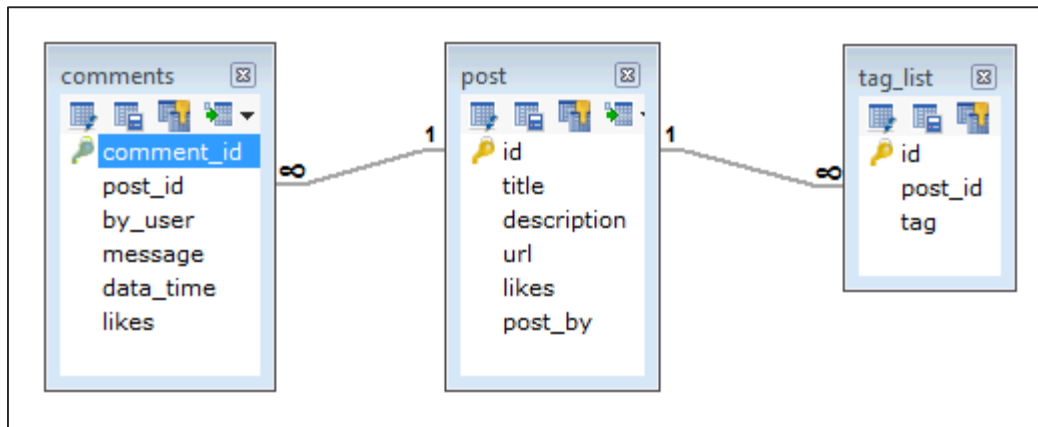 comments
comment_id
post_id
by_user
message
data_time
likes
∞
1
post
id
title
description
url
likes
post_by
1
∞
tag_list
id
post_id
tag